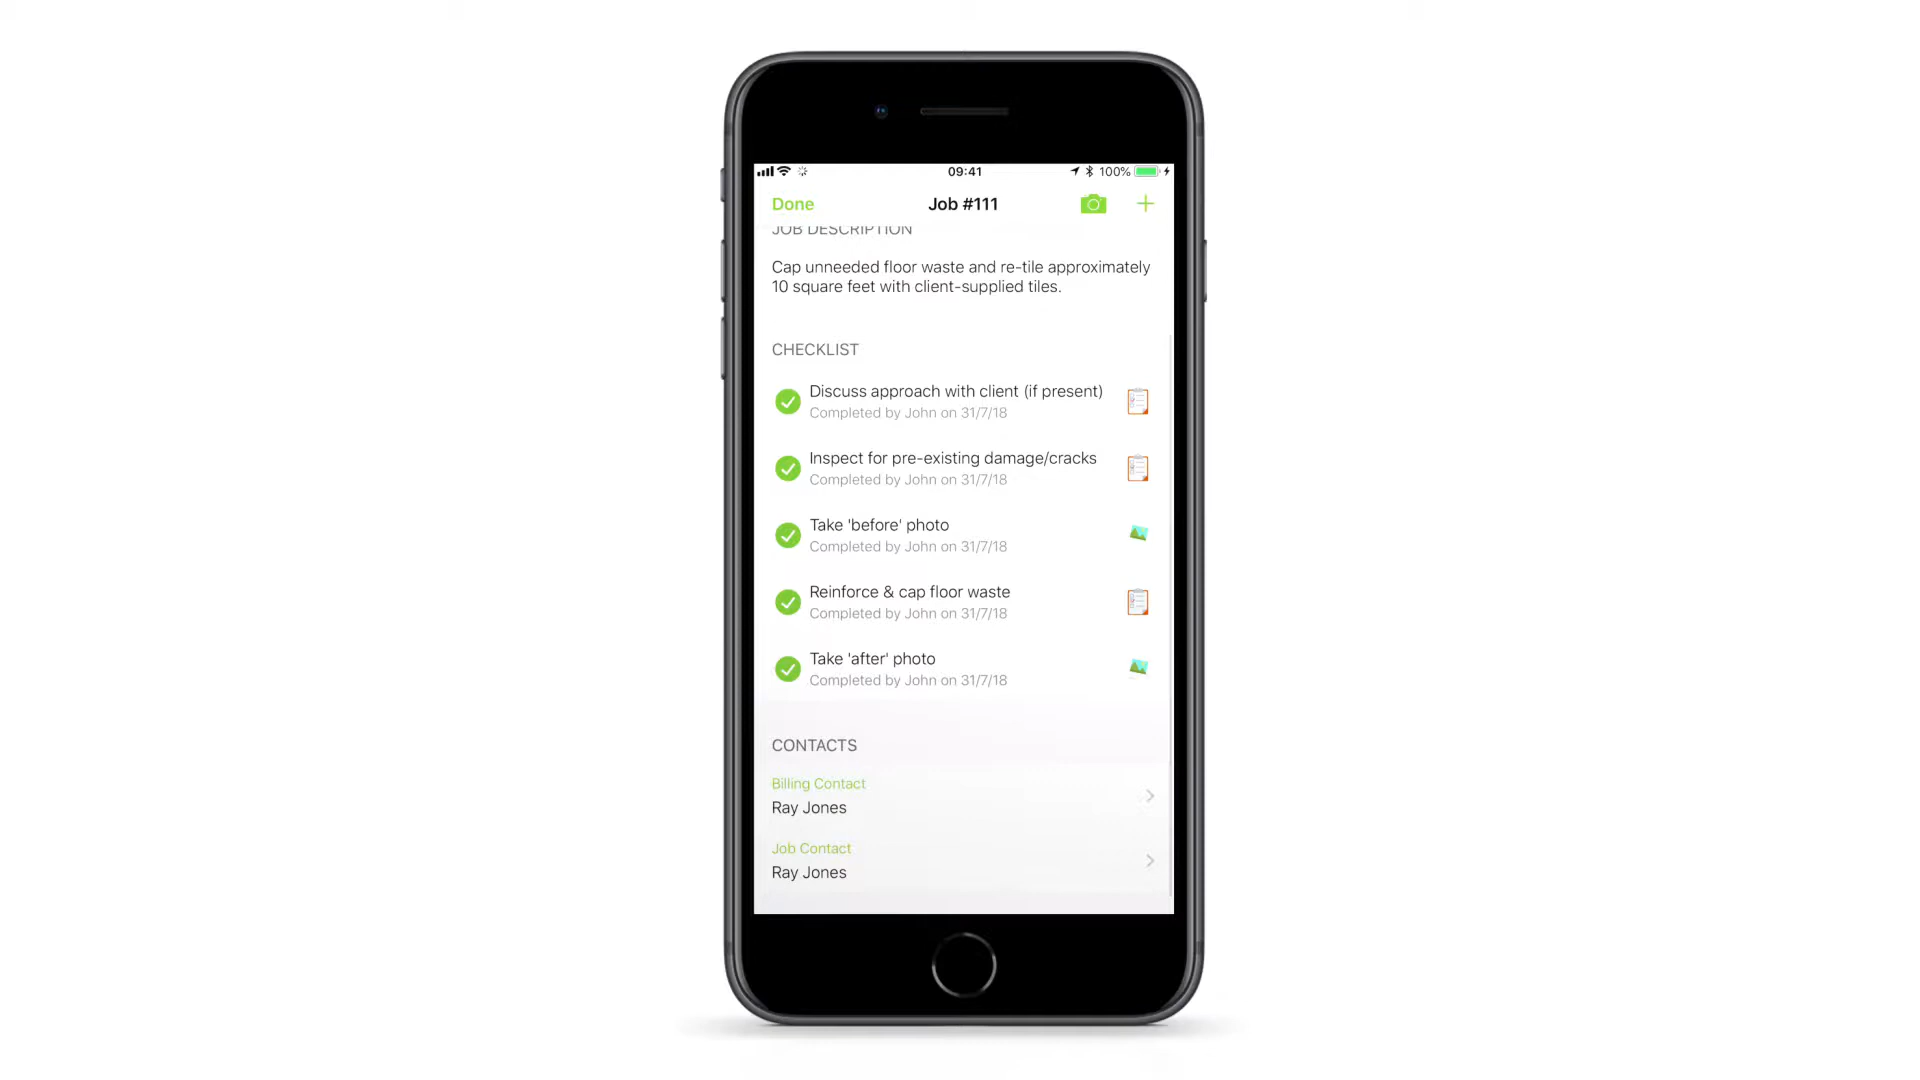 09:41
100%
Done
Job #111
JOB DESCRIPTION
Cap unneeded floor waste and re-tile approximately
10 square feet with client-supplied tiles.
CHECKLIST
Discuss approach with client (if present)
Completed by John on 31/7/18
Inspect for pre-existing damage/cracks
Completed by John on 31/7/18
Take 'before' photo
Completed by John on 31/7/18
Reinforce & cap floor waste
Completed by John on 31/7/18
Take 'after' photo
Completed by John on 31/7/18
CONTACTS
Billing Contact
Ray Jones
Job Contact
Ray Jones